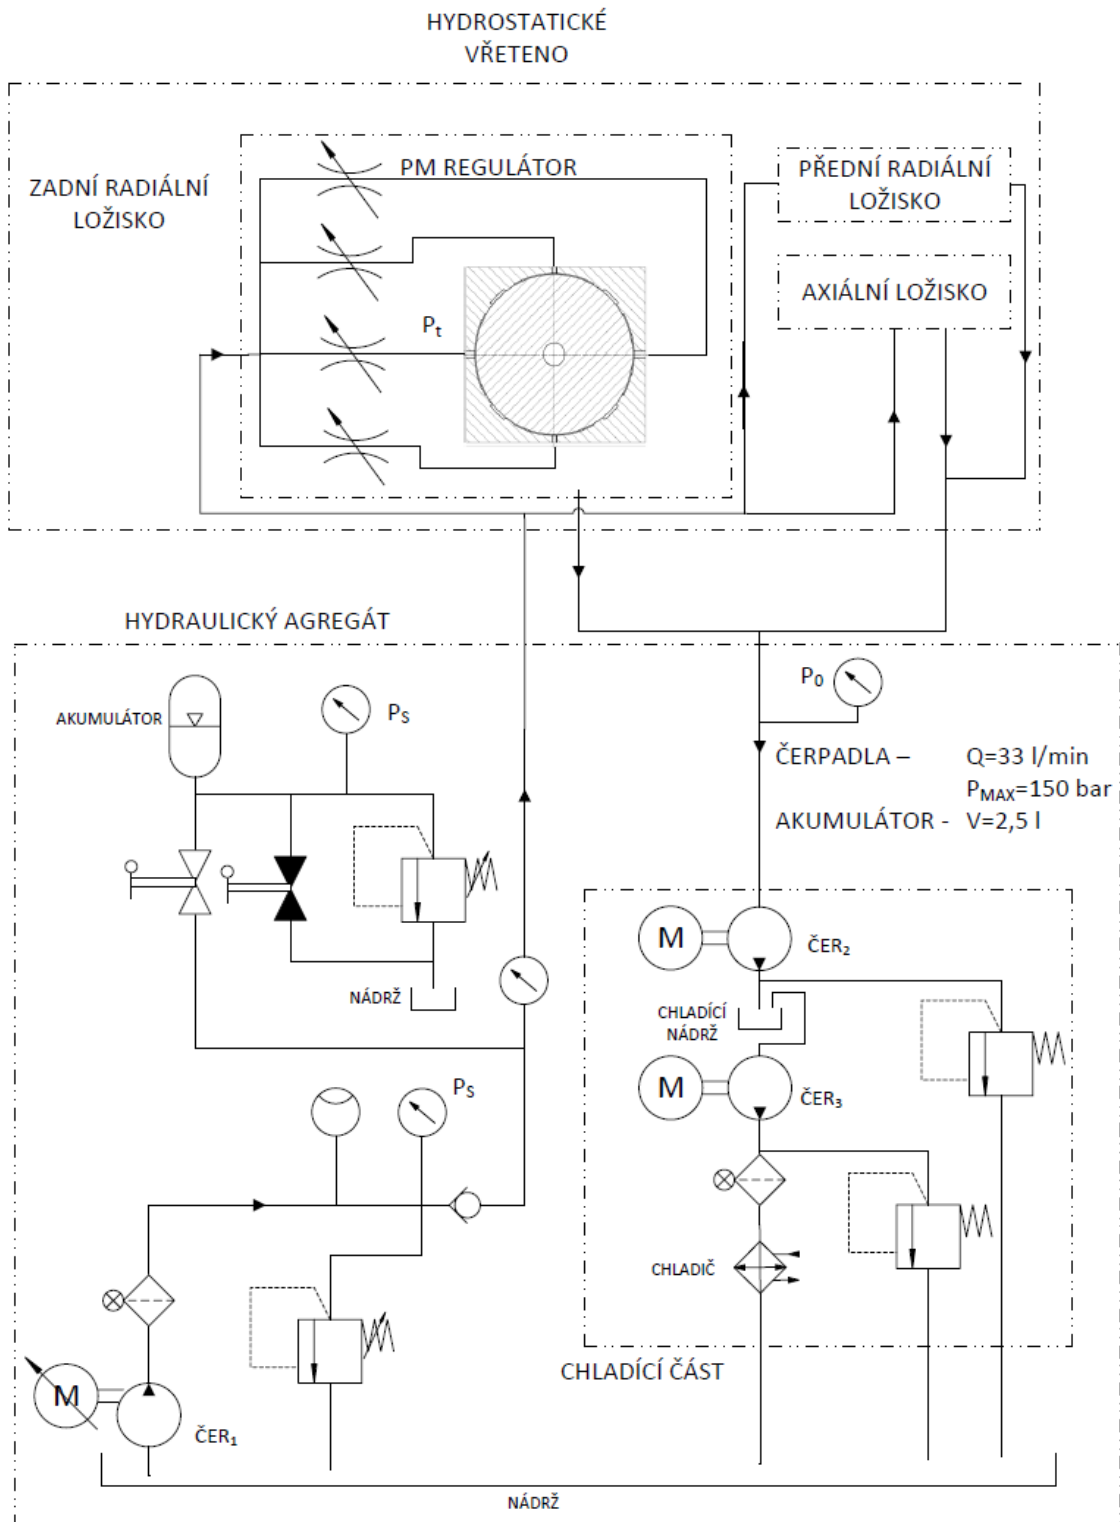 HYDROSTATICKÉ
VŘETENO
ZADNÍ RADIÁLNÍ
LOŽISKO
PM REGULÁTOR
PŘEDNÍ RADIÁLNÍ
LOŽISKO
AXIÁLNÍ LOŽISKO
Pt
HYDRAULICKÝ AGREGÁT
AKUMULÁTOR
PS
P0
ČERPADLA – Q=33 l/min
PMAX=150 bar
AKUMULÁTOR - V=2,5 l
M
ČER2
NÁDRŽ
CHLADÍCÍ
NÁDRŽ
M
ČER3
PS
CHLADIČ
CHLADÍCÍ ČÁST
M
ČER1
NÁDRŽ